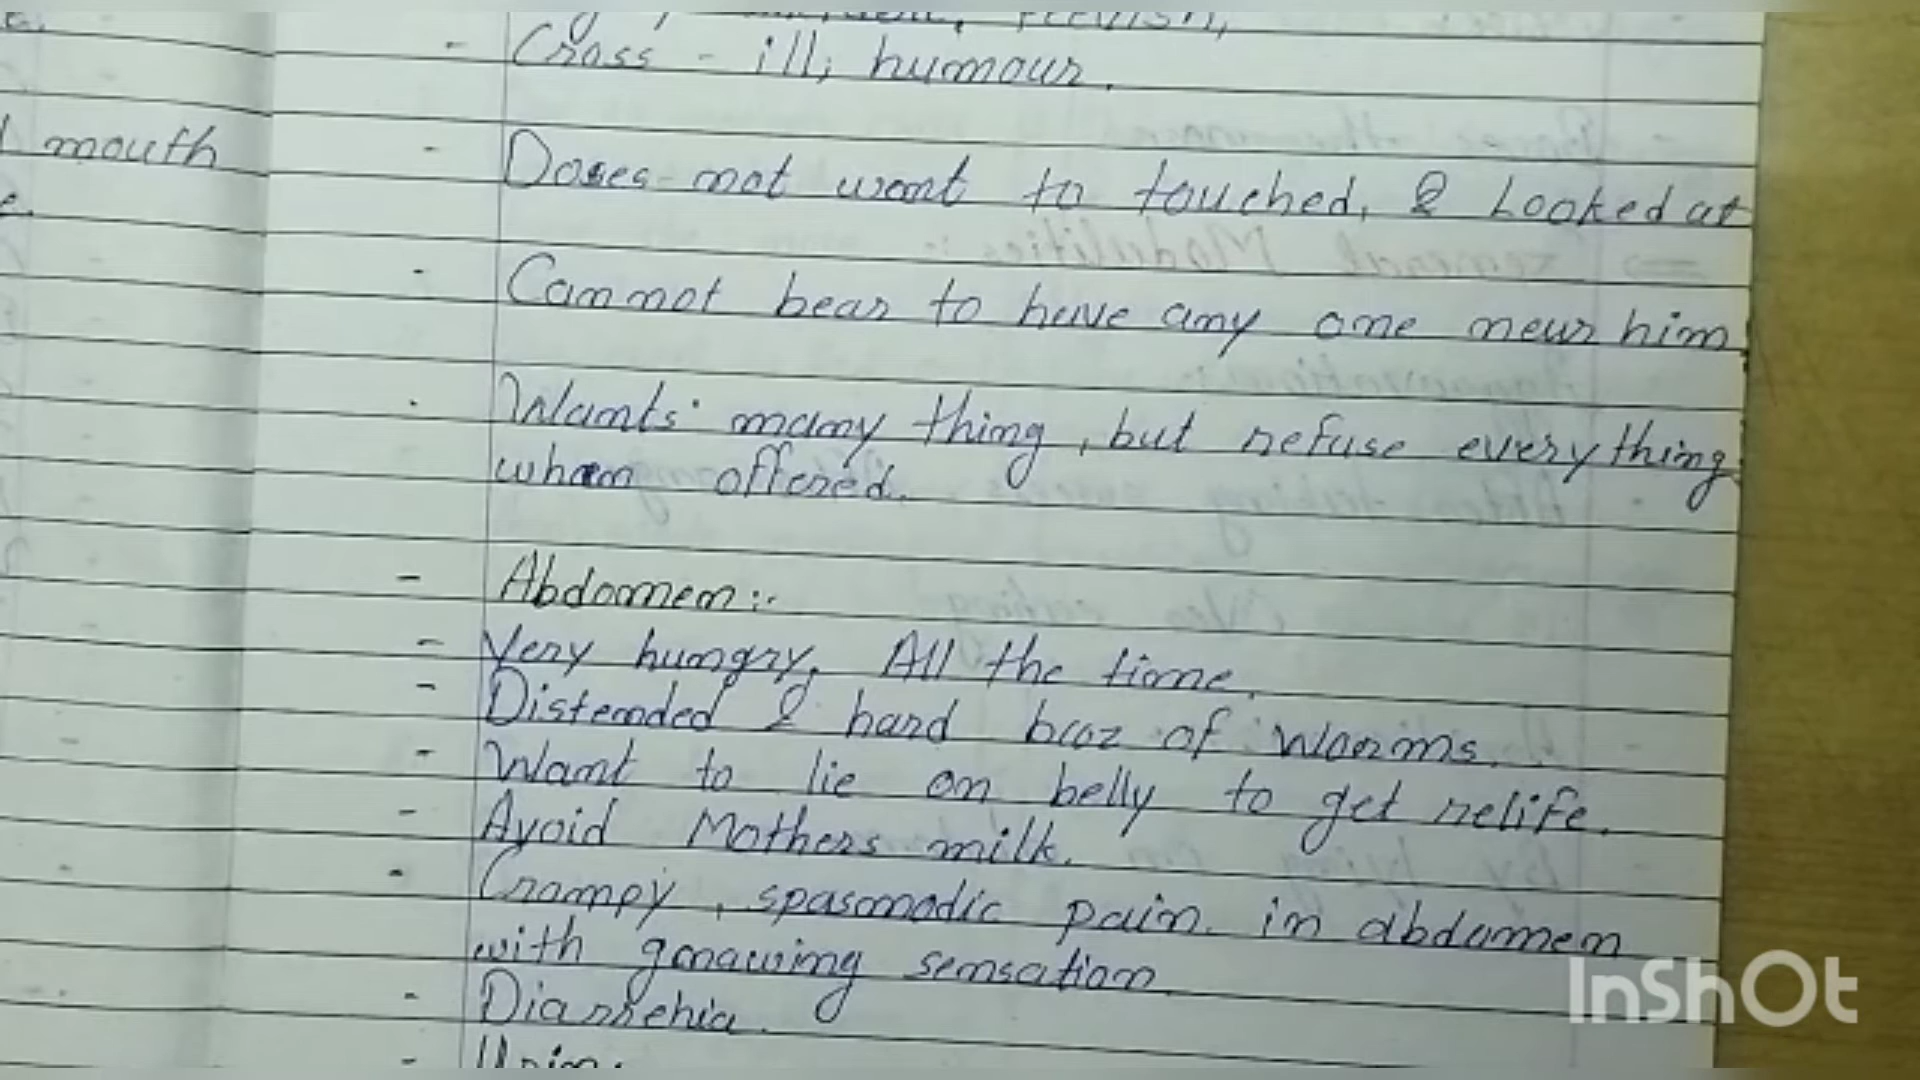 - Cross - ill, humour.
mouth
- Doses not want to touched, & Looked at
- Cannot bear to have any one near him
- Wants many thing, but refuse everything
when offered.
- Abdomen :-
- Very hungry, All the time.
- Distended & hard bcoz of worms.
- Want to lie on belly to get relife.
- Avoid Mothers milk.
- Crampy, spasmodic pain in abdomen
with gnawing sensation
- Diarrehia.
InShOt